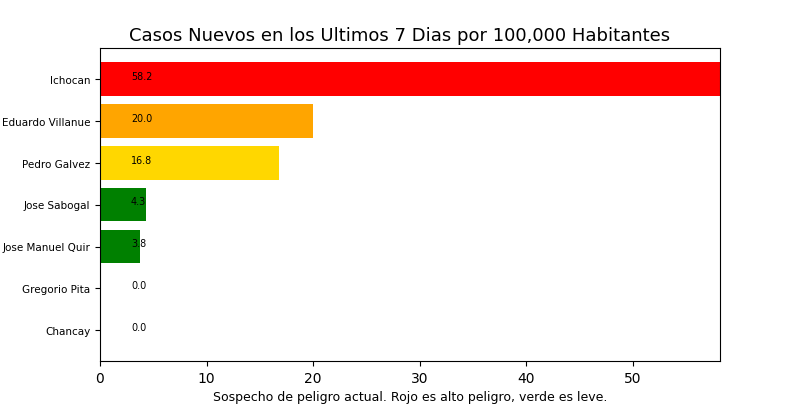 Casos Nuevos en los Ultimos 7 Dias por 100,000 Habitantes
Ichocan 58.2
Eduardo Villanue 20.0
Pedro Galvez 16.8
Jose Sabogal 4.3
Jose Manuel Quir 3.8
Gregorio Pita 0.0
Chancay 0.0
0 10 20 30 40 50
Sospecho de peligro actual. Rojo es alto peligro, verde es leve.